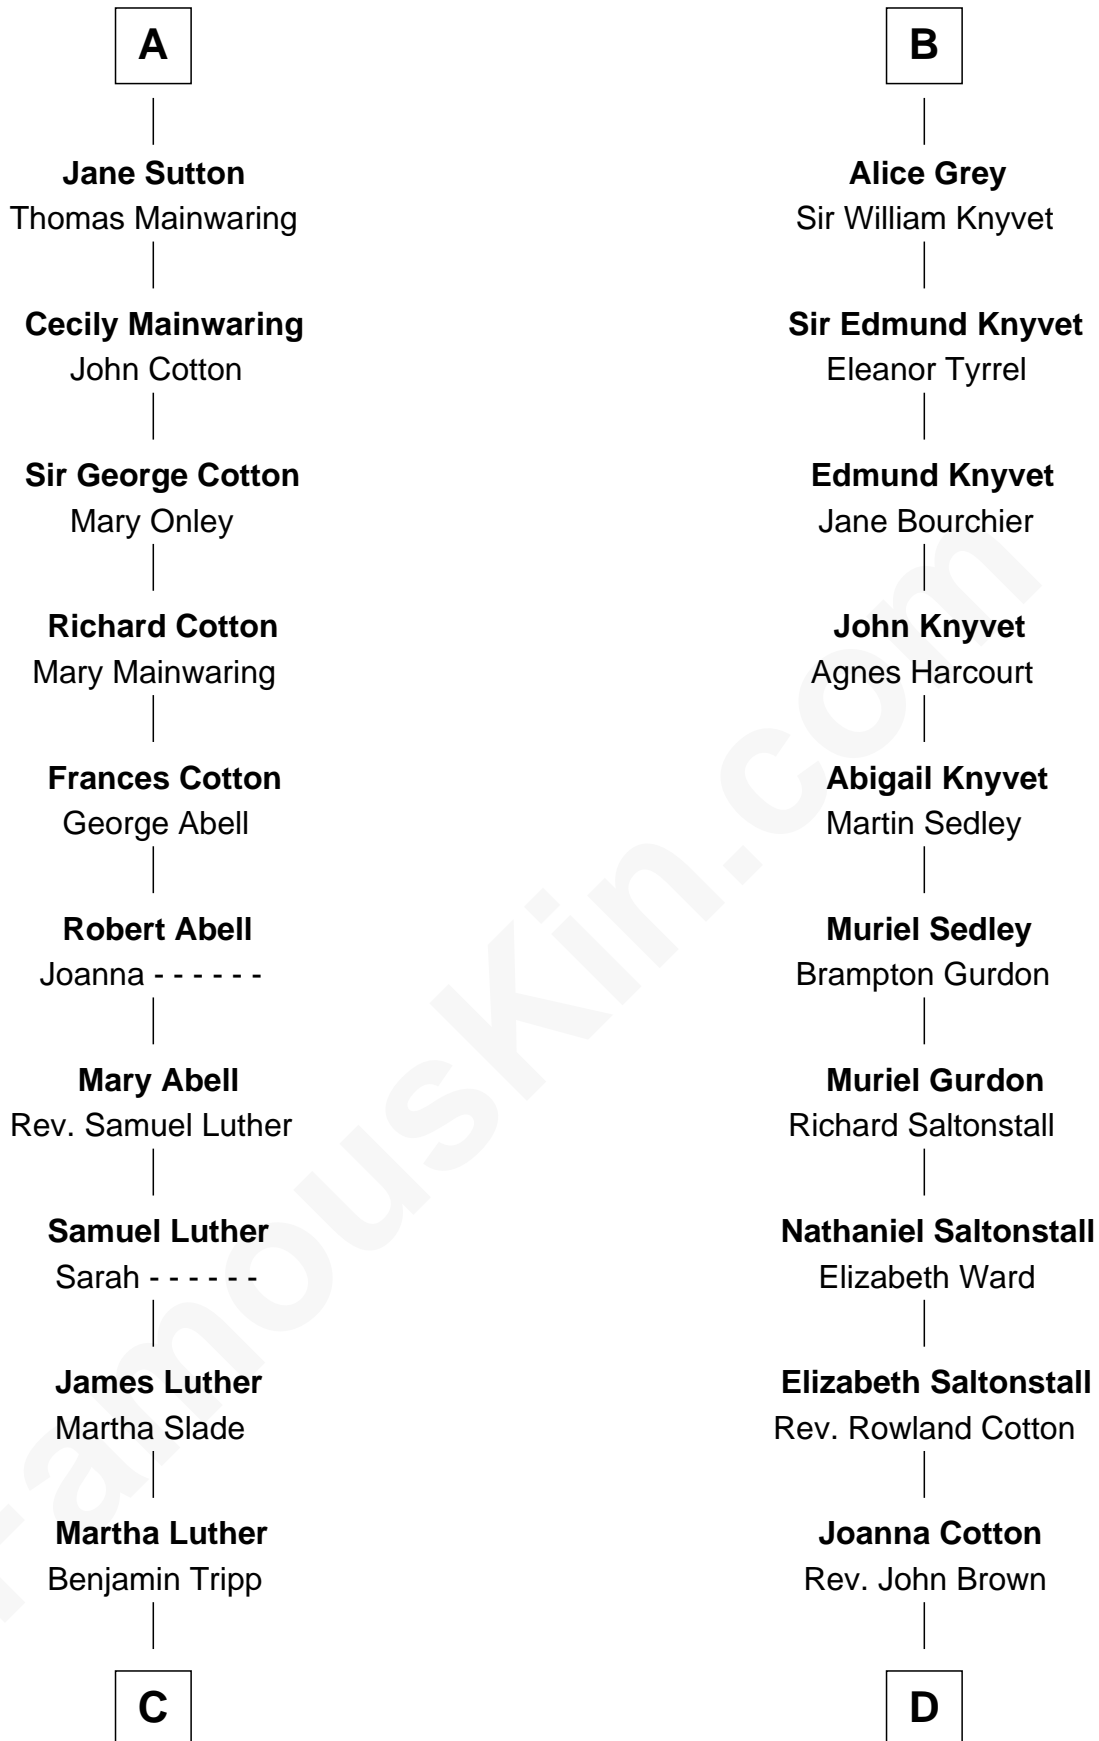 A
Jane Sutton
Thomas Mainwaring
Cecily Mainwaring
John Cotton
Sir George Cotton
Mary Onley
Richard Cotton
Mary Mainwaring
Frances Cotton
George Abell
Robert Abell
Joanna - - - - - -
Mary Abell
Rev. Samuel Luther
Samuel Luther
Sarah - - - - - -
James Luther
Martha Slade
Martha Luther
Benjamin Tripp
C
B
Alice Grey
Sir William Knyvet
Sir Edmund Knyvet
Eleanor Tyrrel
Edmund Knyvet
Jane Bourchier
John Knyvet
Agnes Harcourt
Abigail Knyvet
Martin Sedley
Muriel Sedley
Brampton Gurdon
Muriel Gurdon
Richard Saltonstall
Nathaniel Saltonstall
Elizabeth Ward
Elizabeth Saltonstall
Rev. Rowland Cotton
Joanna Cotton
Rev. John Brown
D
FamousKin.com